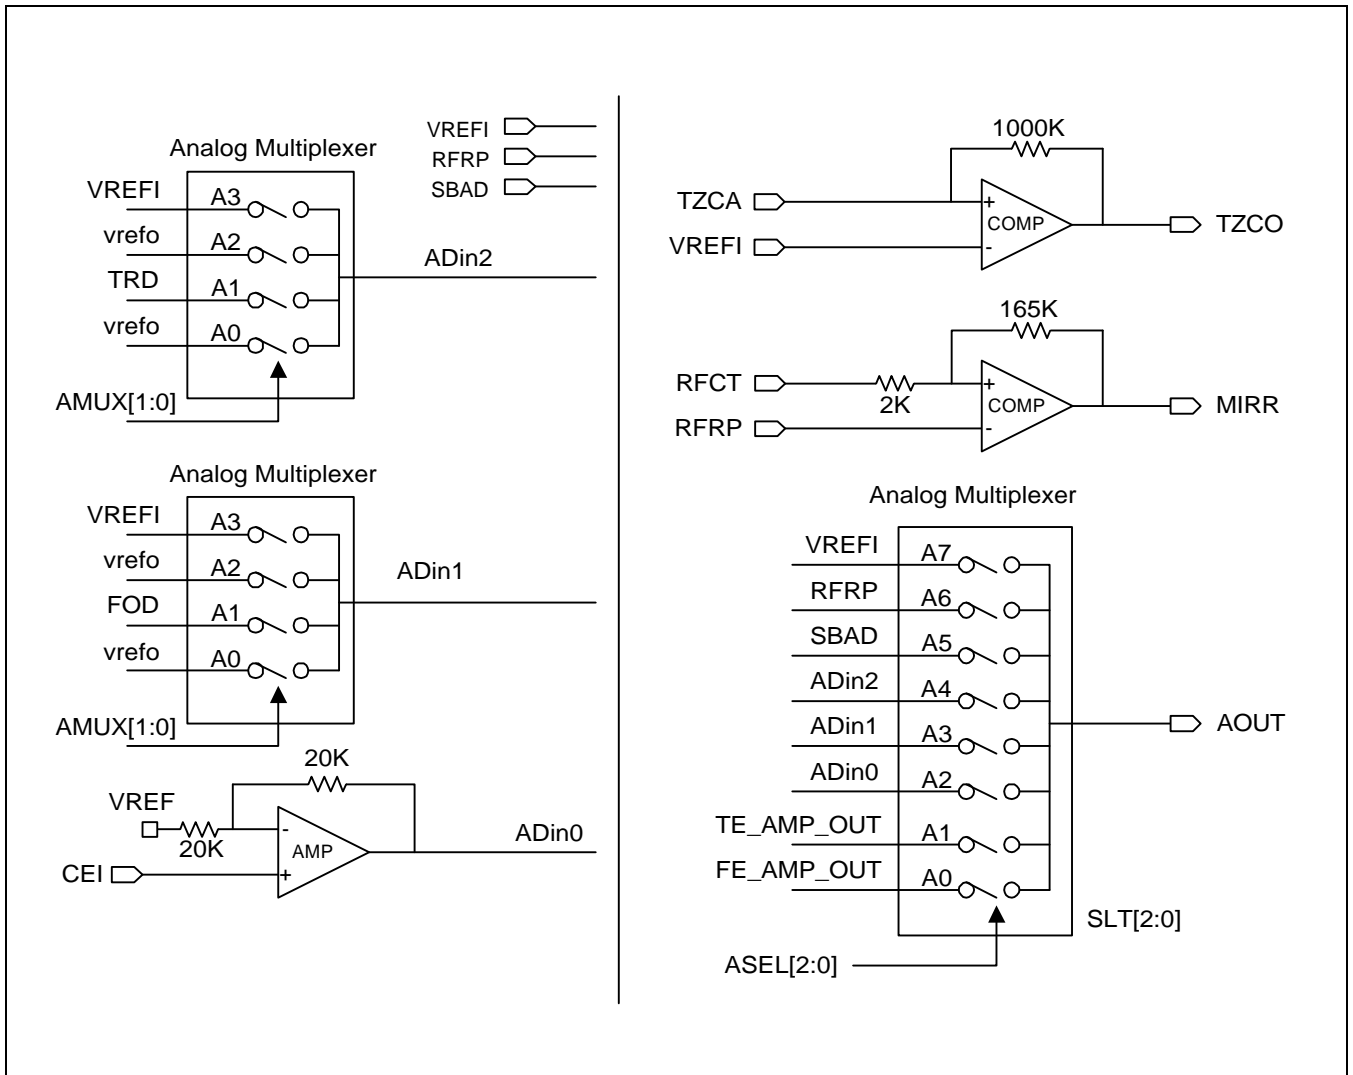 VREFI
RFRP
SBAD
Analog Multiplexer
VREFI A3
vrefo A2
TRD A1
vrefo A0
ADin2
AMUX[1:0]
Analog Multiplexer
VREFI A3
vrefo A2
FOD A1
vrefo A0
ADin1
AMUX[1:0]
20K
VREF
20K
-
AMP
+
CEI
ADin0
1000K
TZCA
+
COMP
-
VREFI
TZCO
165K
RFCT
2K
+
COMP
-
RFRP
MIRR
Analog Multiplexer
VREFI A7
RFRP A6
SBAD A5
ADin2 A4
ADin1 A3
ADin0 A2
TE_AMP_OUT A1
FE_AMP_OUT A0
AOUT
SLT[2:0]
ASEL[2:0]